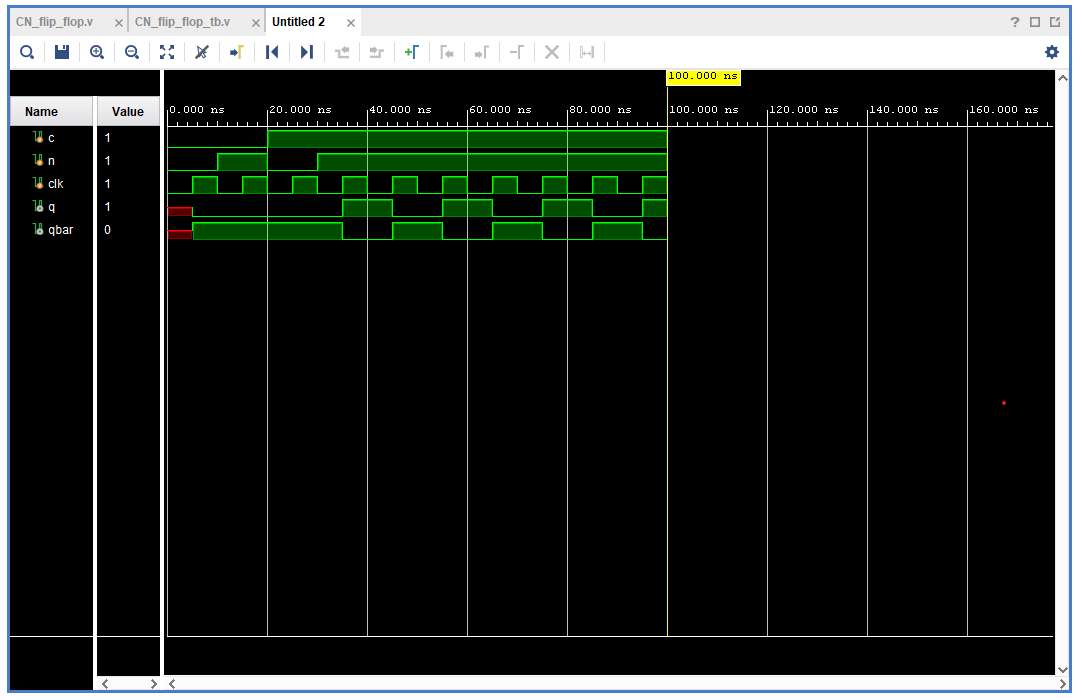 CN_flip_flop.v × CN_flip_flop_tb.v × Untitled 2 ×
100.000 ns
Name Value 0.000 ns 20.000 ns 40.000 ns 60.000 ns 80.000 ns 100.000 ns 120.000 ns 140.000 ns 160.000 ns
c 1
n 1
clk 1
q 1
qbar 0